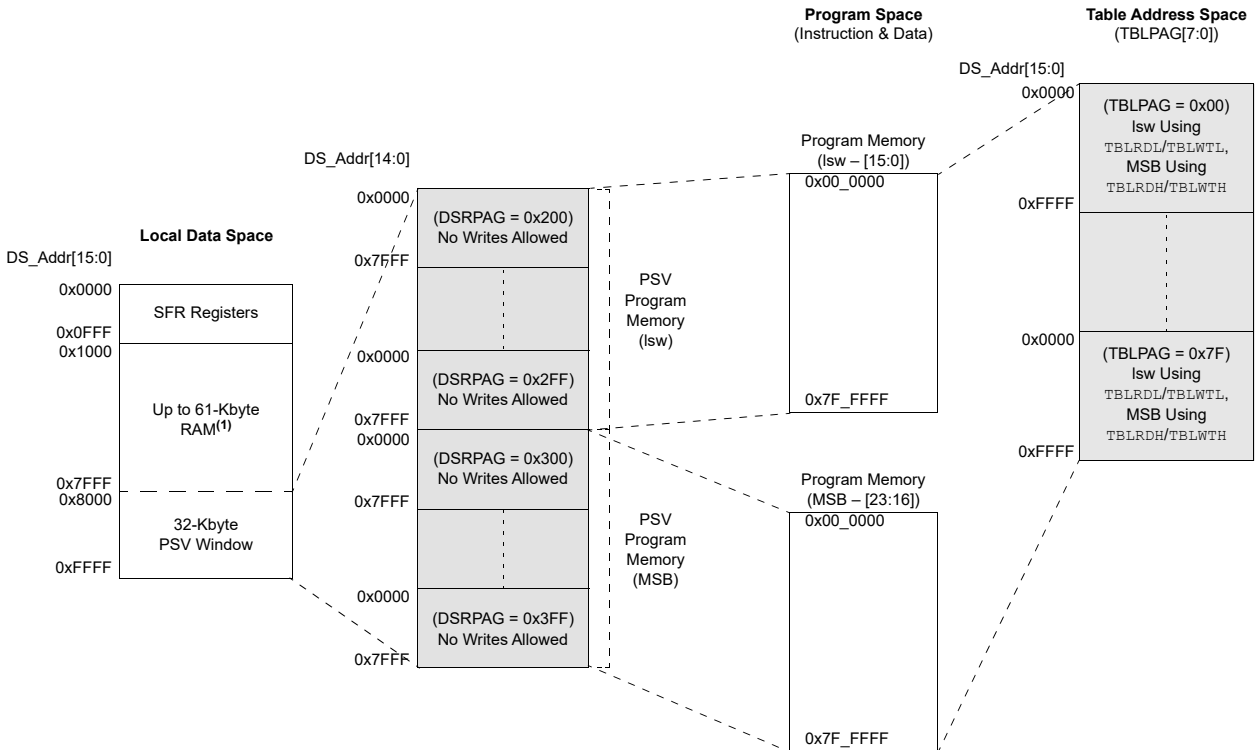 Local Data Space
DS_Addr[15:0]
0x0000
SFR Registers
0x0FFF
0x1000
Up to 61-Kbyte
RAM(1)
0x7FFF
0x8000
32-Kbyte
PSV Window
0xFFFF
DS_Addr[14:0]
0x0000
(DSRPAG = 0x200)
No Writes Allowed
0x7FFF
0x0000
(DSRPAG = 0x2FF)
No Writes Allowed
0x7FFF
0x0000
(DSRPAG = 0x300)
No Writes Allowed
0x7FFF
0x0000
(DSRPAG = 0x3FF)
No Writes Allowed
0x7FFF
PSV
Program
Memory
(lsw)
PSV
Program
Memory
(MSB)
Program Space
(Instruction & Data)
Program Memory
(lsw – [15:0])
0x00_0000
0x7F_FFFF
Program Memory
(MSB – [23:16])
0x00_0000
0x7F_FFFF
Table Address Space
(TBLPAG[7:0])
DS_Addr[15:0]
0x0000
(TBLPAG = 0x00)
lsw Using
TBLRDL/TBLWTL,
MSB Using
TBLRDH/TBLWTH
0xFFFF
0x0000
(TBLPAG = 0x7F)
lsw Using
TBLRDL/TBLWTL,
MSB Using
TBLRDH/TBLWTH
0xFFFF